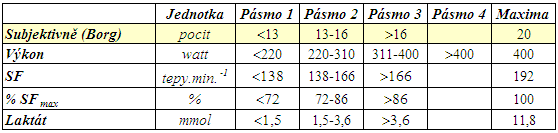 Jednotka Pásmo 1 Pásmo 2 Pásmo 3 Pásmo 4 Maxima
Subjektivně (Borg) pocit <13 13-16 >16 20
Výkon watt <220 220-310 311-400 >400 400
SF tepy.min.-1 <138 138-166 >166 192
% SF max % <72 72-86 >86 100
Laktát mmol <1,5 1,5-3,6 >3,6 11,8